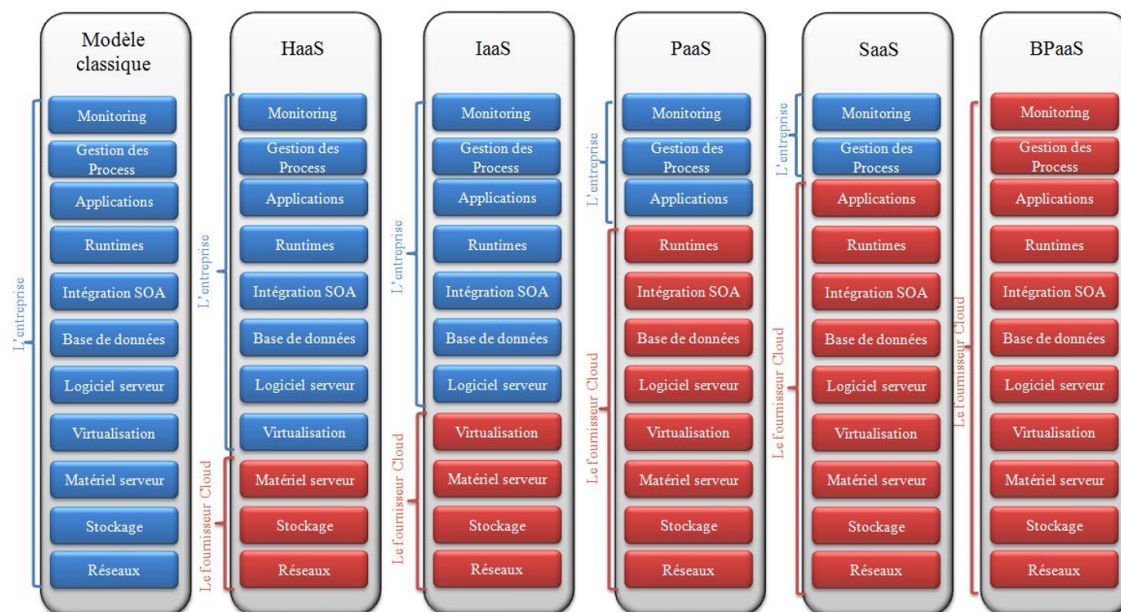 Modèle
classique
Monitoring
Gestion des
Process
Applications
Runtimes
Intégration SOA
Base de données
Logiciel serveur
Virtualisation
Matériel serveur
Stockage
Réseaux
L'entreprise
HaaS
Monitoring
Gestion des
Process
Applications
Runtimes
Intégration SOA
Base de données
Logiciel serveur
Virtualisation
Matériel serveur
Stockage
Réseaux
L'entreprise
Le fournisseur Cloud
IaaS
Monitoring
Gestion des
Process
Applications
Runtimes
Intégration SOA
Base de données
Logiciel serveur
Virtualisation
Matériel serveur
Stockage
Réseaux
L'entreprise
Le fournisseur Cloud
PaaS
Monitoring
Gestion des
Process
Applications
Runtimes
Intégration SOA
Base de données
Logiciel serveur
Virtualisation
Matériel serveur
Stockage
Réseaux
L'entreprise
Le fournisseur Cloud
SaaS
Monitoring
Gestion des
Process
Applications
Runtimes
Intégration SOA
Base de données
Logiciel serveur
Virtualisation
Matériel serveur
Stockage
Réseaux
L'entreprise
Le fournisseur Cloud
BPaaS
Monitoring
Gestion des
Process
Applications
Runtimes
Intégration SOA
Base de données
Logiciel serveur
Virtualisation
Matériel serveur
Stockage
Réseaux
Le fournisseur Cloud